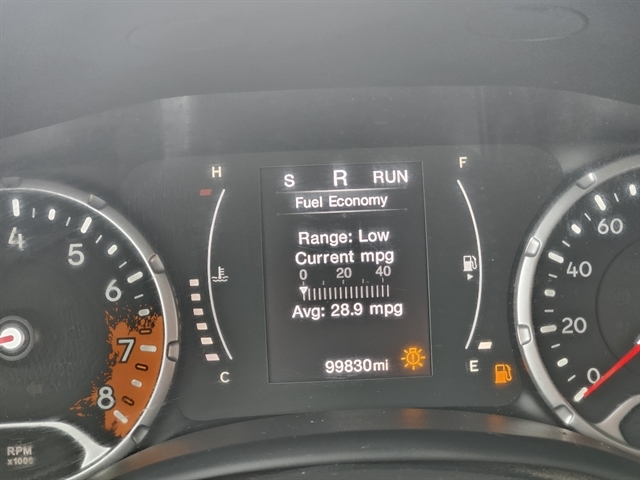 H
F
S R RUN
Fuel Economy
Range: Low
Current mpg
0 20 40
Avg: 28.9 mpg
99830mi
C
E
4
5
6
7
8
RPM
x1000
60
40
20
0